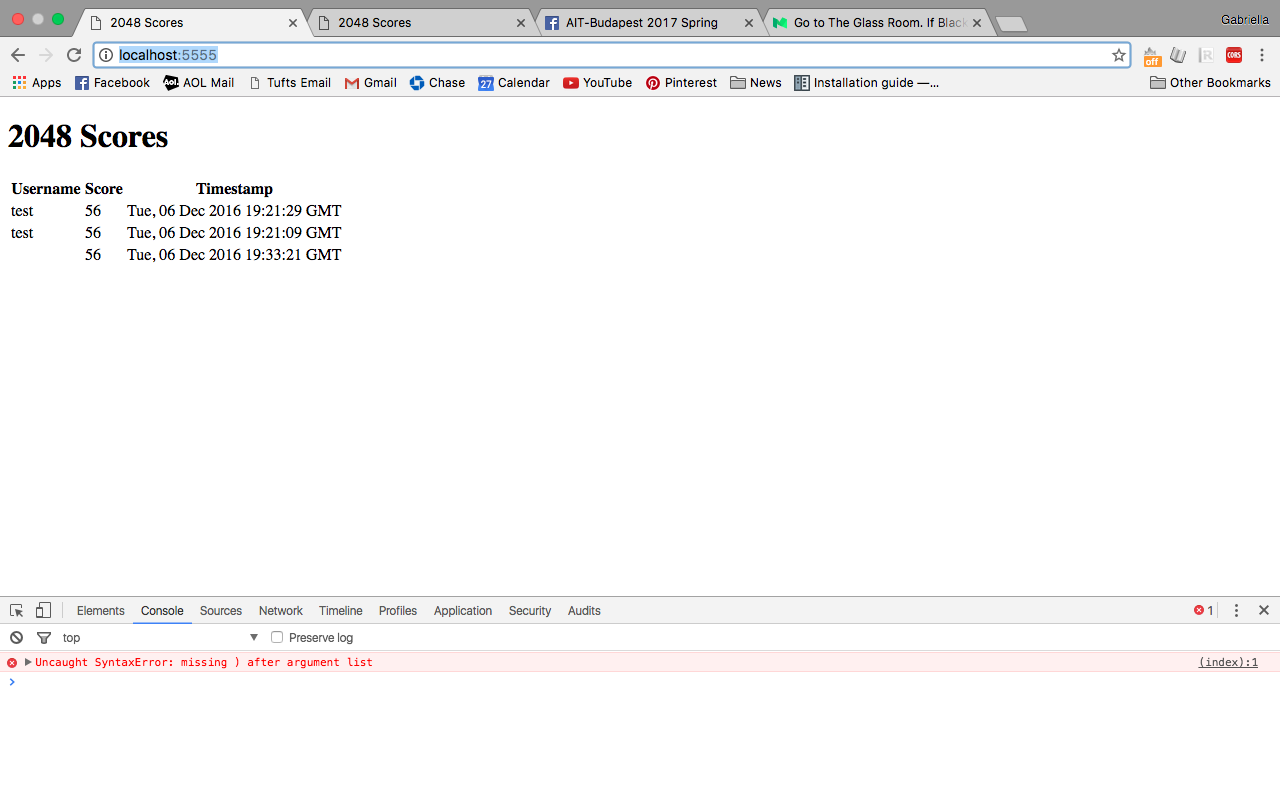 2048 Scores
2048 Scores
AIT-Budapest 2017 Spring
Go to The Glass Room. If Black
Gabriella
localhost:5555
off
R
CORS
Apps
Facebook
Aol.
AOL Mail
Tufts Email
Gmail
Chase
27
Calendar
YouTube
Pinterest
News
Installation guide —...
Other Bookmarks
2048 Scores
Username Score Timestamp
test 56 Tue, 06 Dec 2016 19:21:29 GMT
test 56 Tue, 06 Dec 2016 19:21:09 GMT
56 Tue, 06 Dec 2016 19:33:21 GMT
Elements Console Sources Network Timeline Profiles Application Security Audits 1
top Preserve log
Uncaught SyntaxError: missing ) after argument list (index):1